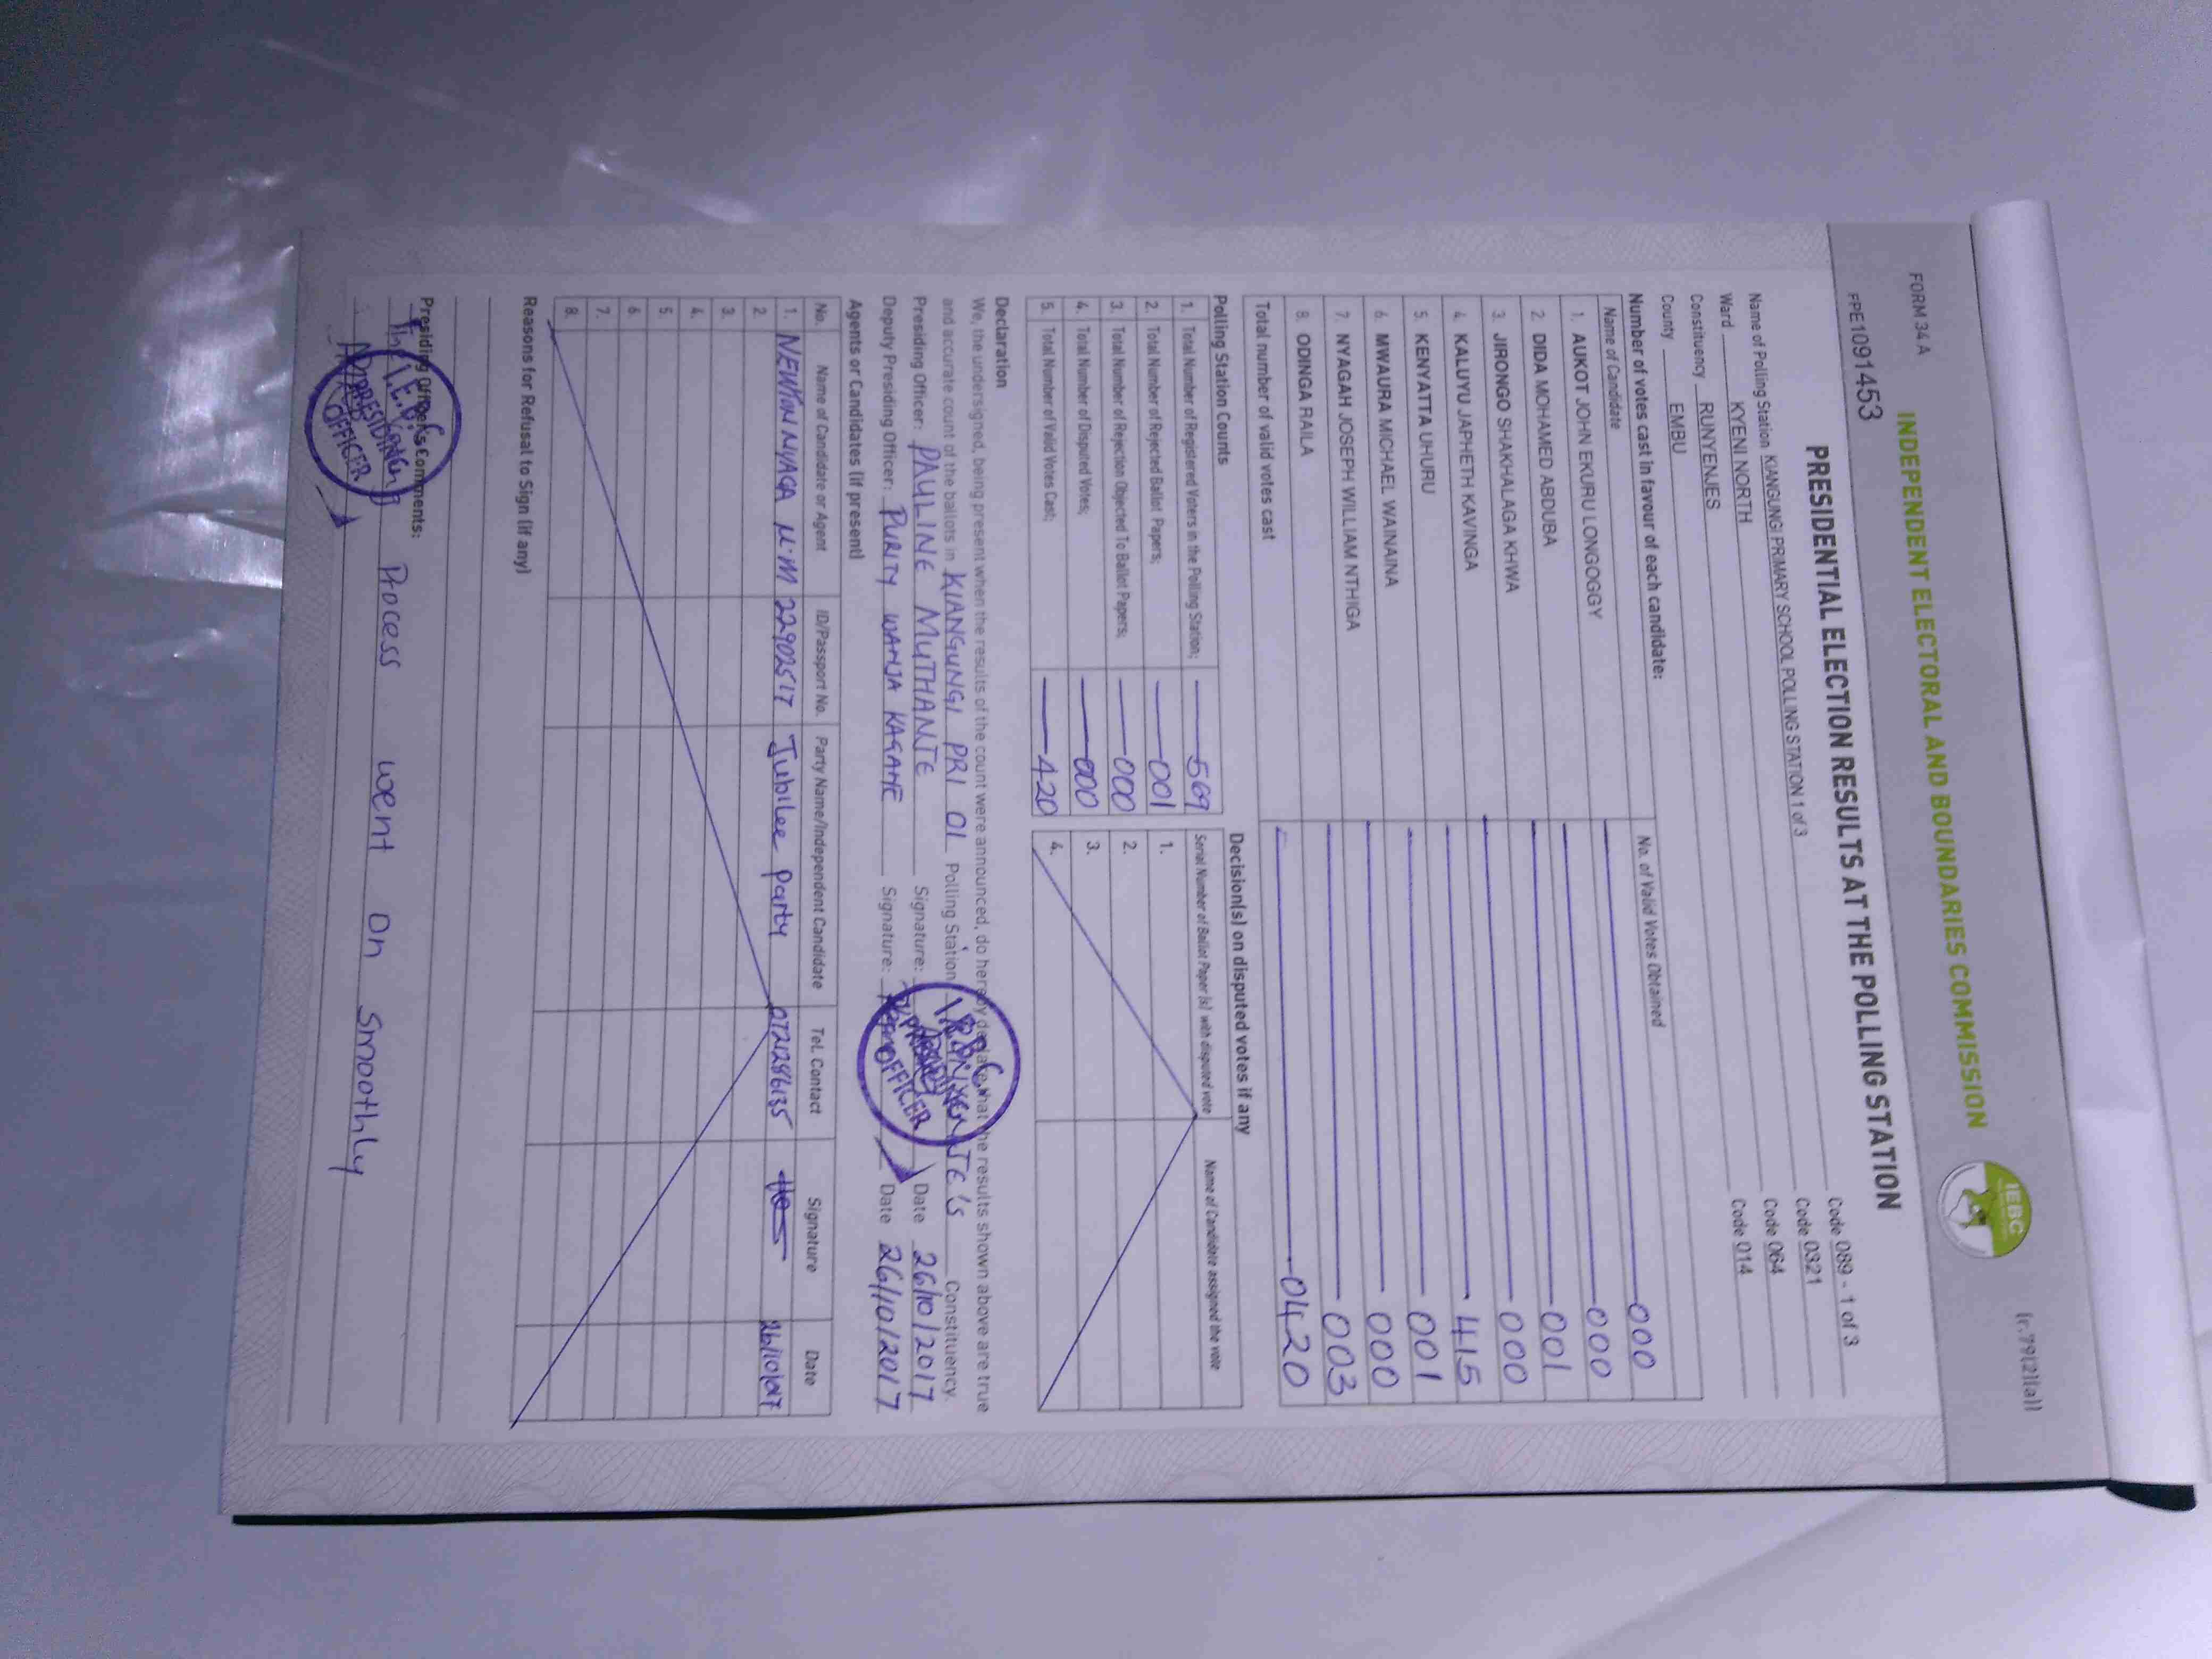 FORM 34 A
(r.79(2)(a))
INDEPENDENT ELECTORAL AND BOUNDARIES COMMISSION
IEBC
FPE1091453
PRESIDENTIAL ELECTION RESULTS AT THE POLLING STATION
Name of Polling Station KIANGUNGI PRIMARY SCHOOL POLLING STATION 1 of 3 Code 089 - 1 of 3
Ward KYENI NORTH Code 0321
Constituency RUNYENJES Code 064
County EMBU Code 014
Number of votes cast in favour of each candidate:
Name of Candidate No. of Valid Votes Obtained
1. AUKOT JOHN EKURU LONGOGGY 000
2. DIDA MOHAMED ABDUBA 000
3. JIRONGO SHAKHALAGA KHWA 001
4. KALUYU JAPHETH KAVINGA 000
5. KENYATTA UHURU 415
6. MWAURA MICHAEL WAINAINA 001
7. NYAGAH JOSEPH WILLIAM NTHIGA 000
8. ODINGA RAILA 003
Total number of valid votes cast 0420
Polling Station Counts
1. Total Number of Registered Voters in the Polling Station; 569
2. Total Number of Rejected Ballot Papers; 001
3. Total Number of Rejection Objected To Ballot Papers; 000
4. Total Number of Disputed Votes; 000
5. Total Number of Valid Votes Cast; 420
Decision(s) on disputed votes if any
Serial Number of Ballot Paper (s) with disputed vote Name of Candidate assigned the vote
1.
2.
3.
4.
Declaration
We, the undersigned, being present when the results of the count were announced, do hereby declare that the results shown above are true
and accurate count of the ballots in KIANGUNGI PRI 01 Polling Station RUNYENJE'S Constituency.
Presiding Officer: PAULINE MUTHANTE Signature: Date 26/10/2017
Deputy Presiding Officer: PURITY WANJA KAGANE Signature: Date 26/10/2017
Agents or Candidates (if present)
No. Name of Candidate or Agent ID/Passport No. Party Name/Independent Candidate Tel. Contact Signature Date
1. NEWTON NYAGA M.M 22902517 Jubilee party 0721286135 26/10/017
2.
3.
4.
5.
6.
7.
8.
Reasons for Refusal to Sign (if any)
Presiding Officer's Comments:
The Process went on smoothly
PRESIDING OFFICER